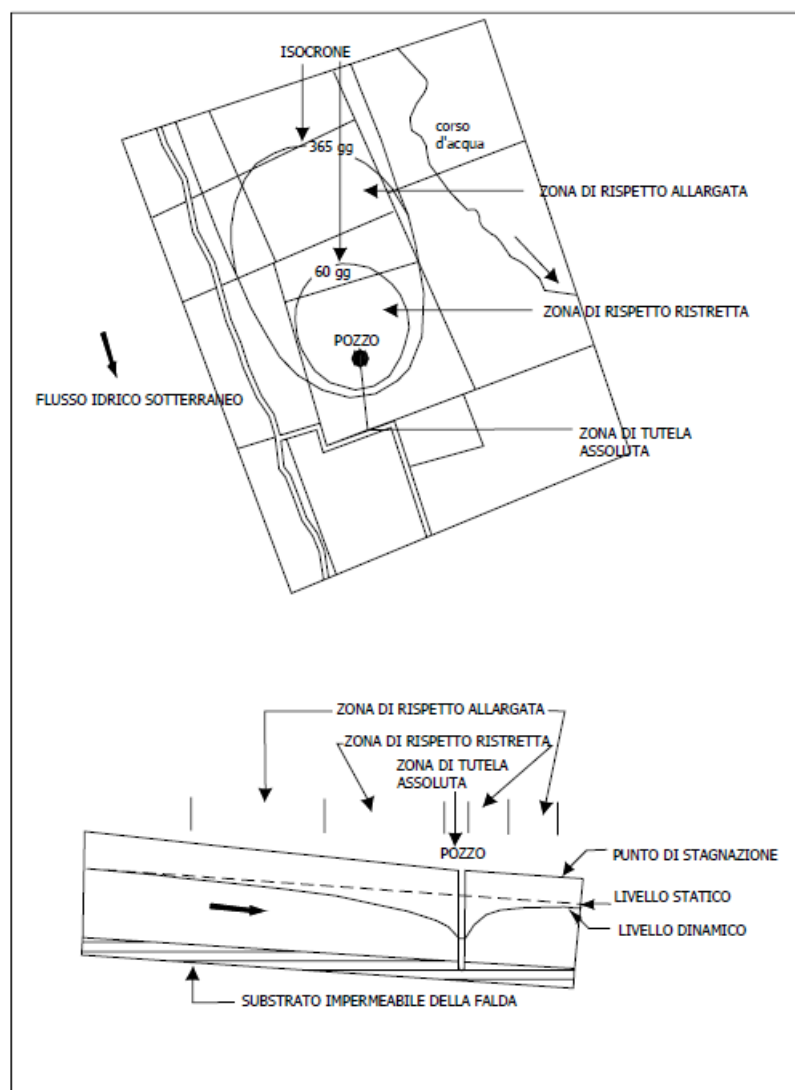 ISOCRONE
corso
d'acqua
365 gg
ZONA DI RISPETTO ALLARGATA
60 gg
ZONA DI RISPETTO RISTRETTA
POZZO
FLUSSO IDRICO SOTTERRANEO
ZONA DI TUTELA
ASSOLUTA
ZONA DI RISPETTO ALLARGATA
ZONA DI RISPETTO RISTRETTA
ZONA DI TUTELA
ASSOLUTA
POZZO
PUNTO DI STAGNAZIONE
LIVELLO STATICO
LIVELLO DINAMICO
SUBSTRATO IMPERMEABILE DELLA FALDA